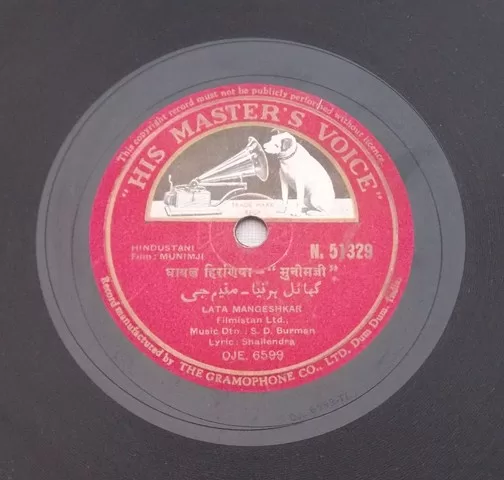 This copyright record must not be publicly performed without licence.
"HIS MASTER'S VOICE"
TRADE MARK
HINDUSTANI
Film: MUNIMJI
N. 51329
घायल हिरणिया - "मुनीमजी"
گھائل ہرنیا - منیم جی
LATA MANGESHKAR
Filmistan Ltd.,
Music Dtn.: S. D. Burman
Lyric: Shailendra
OJE. 6599
Record manufactured by THE GRAMOPHONE CO., LTD. Dum Dum, India.